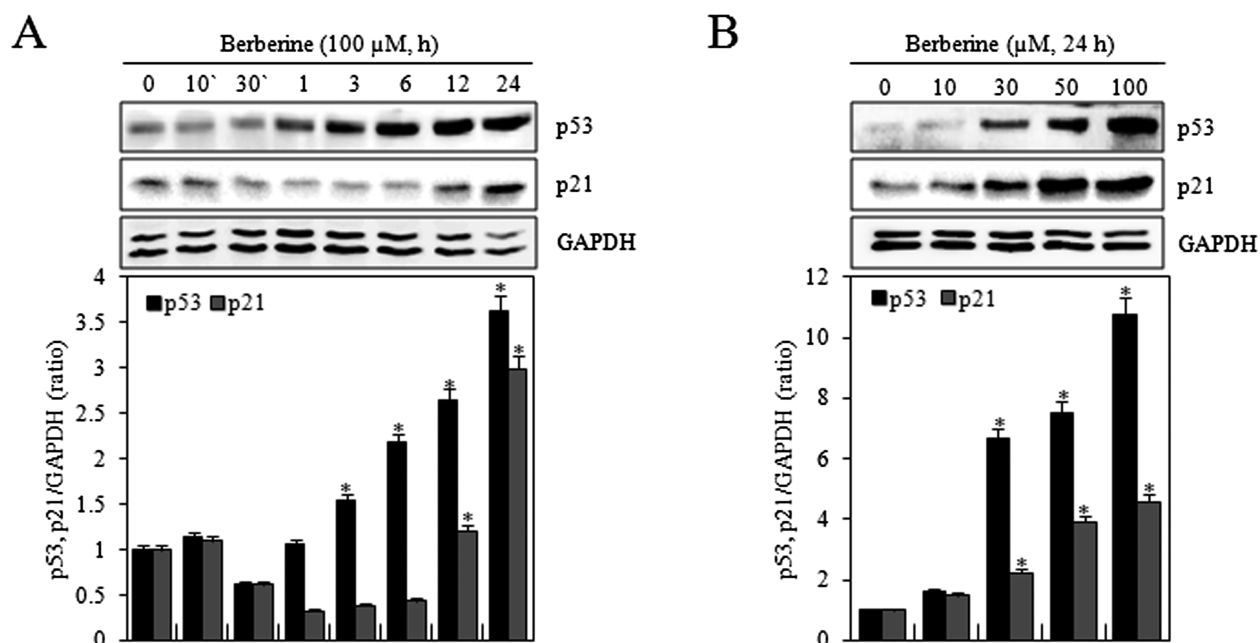 A
Berberine (100 µM, h)
0 10` 30` 1 3 6 12 24
p53
p21
GAPDH
p53 p21
p53, p21/GAPDH (ratio)
4
3.5
3
2.5
2
1.5
1
0.5
0
* * * * * * *
B
Berberine (µM, 24 h)
0 10 30 50 100
p53
p21
GAPDH
p53 p21
p53, p21/GAPDH (ratio)
12
10
8
6
4
2
0
* * * * * *